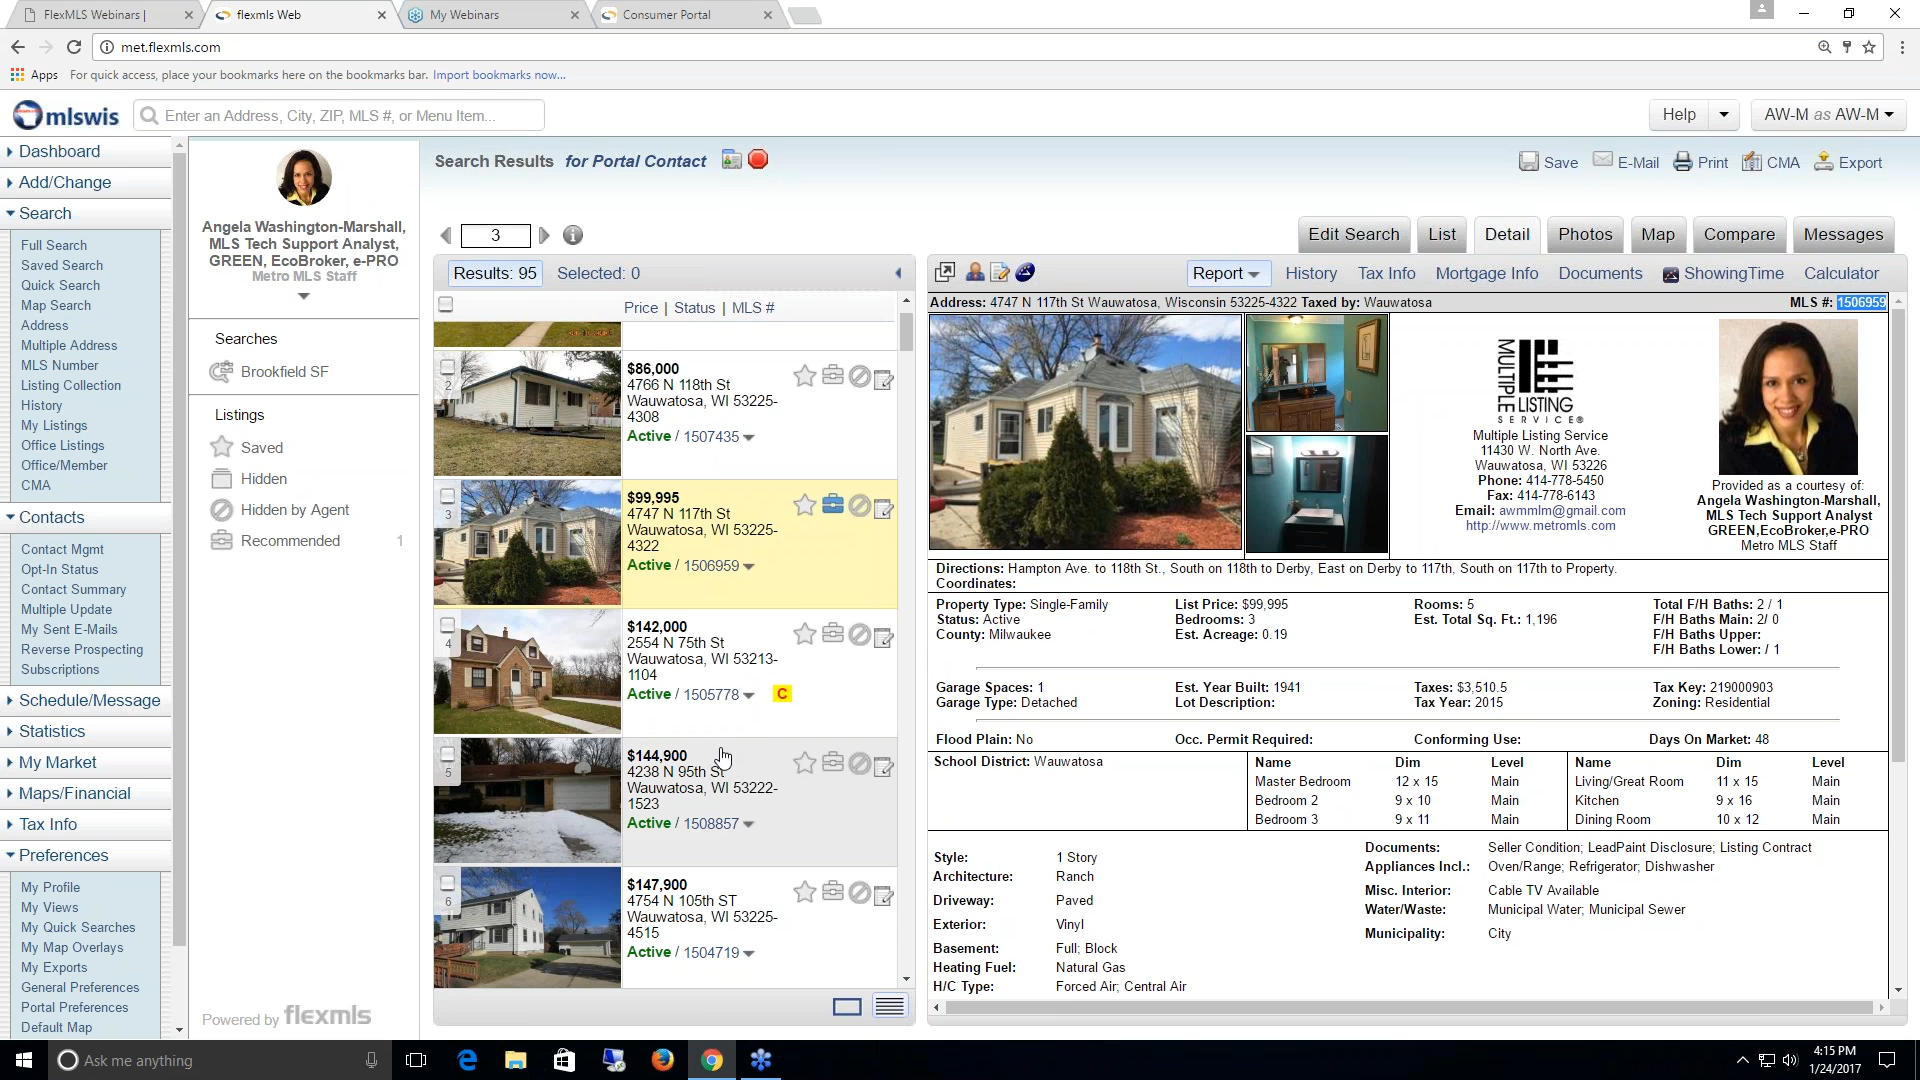 FlexMLS Webinars |
flexmls Web
My Webinars
Consumer Portal
met.flexmls.com
Apps For quick access, place your bookmarks here on the bookmarks bar. Import bookmarks now...
mlswis
Enter an Address, City, ZIP, MLS #, or Menu Item...
Help
AW-M as AW-M
Dashboard
Add/Change
Search
Full Search
Saved Search
Quick Search
Map Search
Address
Multiple Address
MLS Number
Listing Collection
History
My Listings
Office Listings
Office/Member
CMA
Contacts
Contact Mgmt
Opt-In Status
Contact Summary
Multiple Update
My Sent E-Mails
Reverse Prospecting
Subscriptions
Schedule/Message
Statistics
My Market
Maps/Financial
Tax Info
Preferences
My Profile
My Views
My Quick Searches
My Map Overlays
My Exports
General Preferences
Portal Preferences
Default Map
Angela Washington-Marshall,
MLS Tech Support Analyst,
GREEN, EcoBroker, e-PRO
Metro MLS Staff
Searches
Brookfield SF
Listings
Saved
Hidden
Hidden by Agent
Recommended 1
Powered by flexmls
Search Results for Portal Contact
Save E-Mail Print CMA Export
3
Edit Search List Detail Photos Map Compare Messages
Results: 95 Selected: 0
Price | Status | MLS #
2
$86,000
4766 N 118th St
Wauwatosa, WI 53225-
4308
Active / 1507435
3
$99,995
4747 N 117th St
Wauwatosa, WI 53225-
4322
Active / 1506959
4
$142,000
2554 N 75th St
Wauwatosa, WI 53213-
1104
Active / 1505778 C
5
$144,900
4238 N 95th St
Wauwatosa, WI 53222-
1523
Active / 1508857
6
$147,900
4754 N 105th ST
Wauwatosa, WI 53225-
4515
Active / 1504719
Report History Tax Info Mortgage Info Documents ShowingTime Calculator
Address: 4747 N 117th St Wauwatosa, Wisconsin 53225-4322 Taxed by: Wauwatosa MLS #: 1506959
MULTIPLE LISTING
SERVICE®
Multiple Listing Service
11430 W. North Ave.
Wauwatosa, WI 53226
Phone: 414-778-5450
Fax: 414-778-6143
Email: awmmlm@gmail.com
http://www.metromls.com
Provided as a courtesy of:
Angela Washington-Marshall,
MLS Tech Support Analyst
GREEN,EcoBroker,e-PRO
Metro MLS Staff
Directions: Hampton Ave. to 118th St., South on 118th to Derby, East on Derby to 117th, South on 117th to Property.
Coordinates:
Property Type: Single-Family List Price: $99,995 Rooms: 5 Total F/H Baths: 2 / 1
Status: Active Bedrooms: 3 Est. Total Sq. Ft.: 1,196 F/H Baths Main: 2/ 0
County: Milwaukee Est. Acreage: 0.19 F/H Baths Upper:
F/H Baths Lower: / 1
Garage Spaces: 1 Est. Year Built: 1941 Taxes: $3,510.5 Tax Key: 219000903
Garage Type: Detached Lot Description: Tax Year: 2015 Zoning: Residential
Flood Plain: No Occ. Permit Required: Conforming Use: Days On Market: 48
School District: Wauwatosa
Name Dim Level Name Dim Level
Master Bedroom 12 x 15 Main Living/Great Room 11 x 15 Main
Bedroom 2 9 x 10 Main Kitchen 9 x 16 Main
Bedroom 3 9 x 11 Main Dining Room 10 x 12 Main
Style: 1 Story
Architecture: Ranch
Driveway: Paved
Exterior: Vinyl
Basement: Full; Block
Heating Fuel: Natural Gas
H/C Type: Forced Air; Central Air
Documents: Seller Condition; LeadPaint Disclosure; Listing Contract
Appliances Incl.: Oven/Range; Refrigerator; Dishwasher
Misc. Interior: Cable TV Available
Water/Waste: Municipal Water; Municipal Sewer
Municipality: City
Ask me anything
4:15 PM
1/24/2017